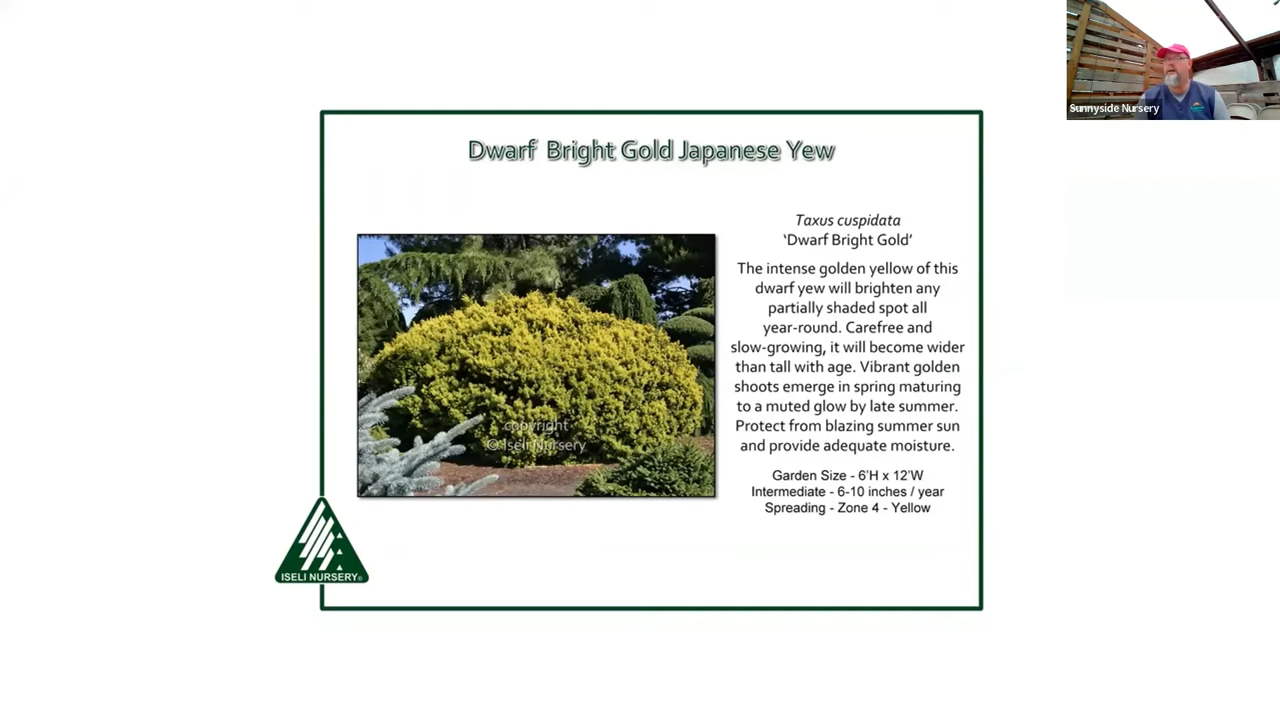 Sunnyside Nursery
Dwarf Bright Gold Japanese Yew
Taxus cuspidata
‘Dwarf Bright Gold’
The intense golden yellow of this
dwarf yew will brighten any
partially shaded spot all
year-round. Carefree and
slow-growing, it will become wider
than tall with age. Vibrant golden
shoots emerge in spring maturing
to a muted glow by late summer.
Protect from blazing summer sun
and provide adequate moisture.
Garden Size - 6'H x 12'W
Intermediate - 6-10 inches / year
Spreading - Zone 4 - Yellow
copyright
© Iseli Nursery
ISELI NURSERY®